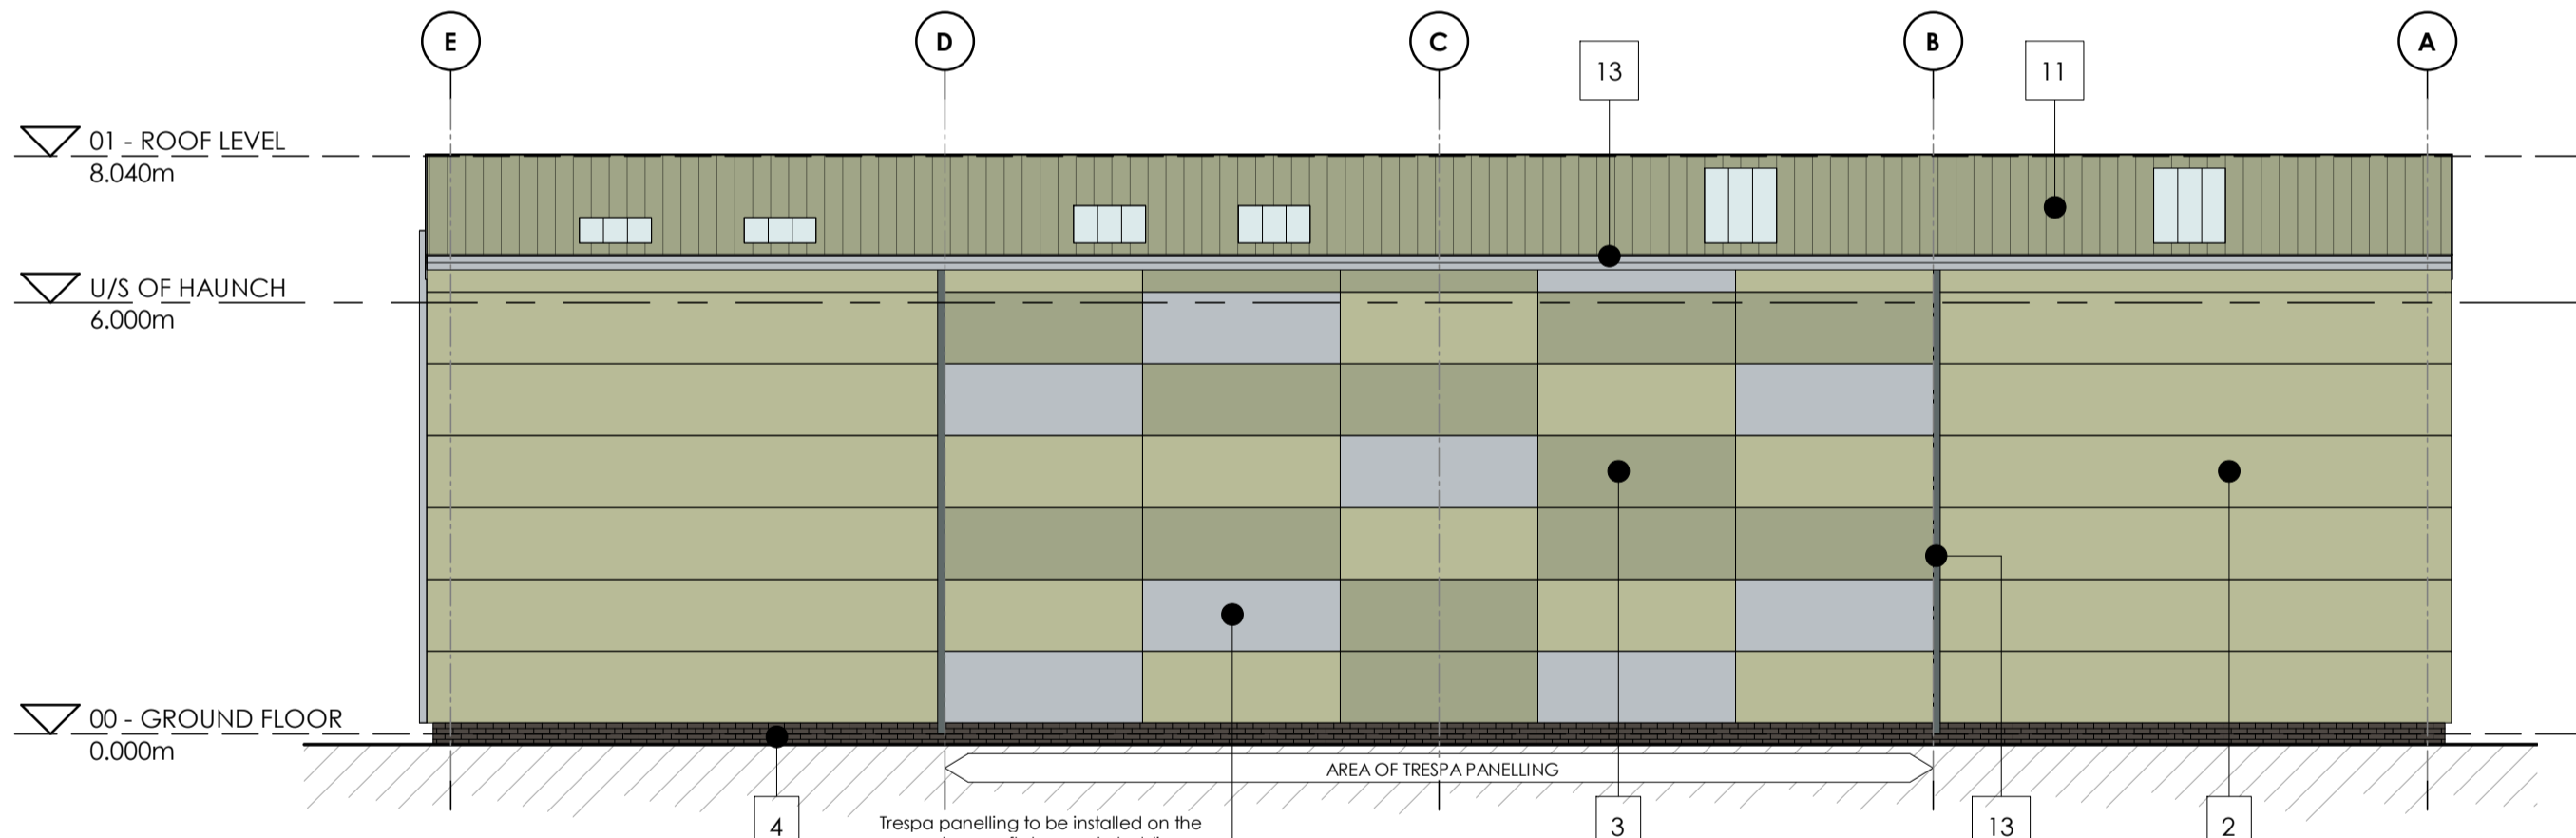 E D C B A
13 11
01 - ROOF LEVEL
8.040m
U/S OF HAUNCH
6.000m
00 - GROUND FLOOR
0.000m
AREA OF TRESPA PANELLING
4 3 13 2
Trespa panelling to be installed on the